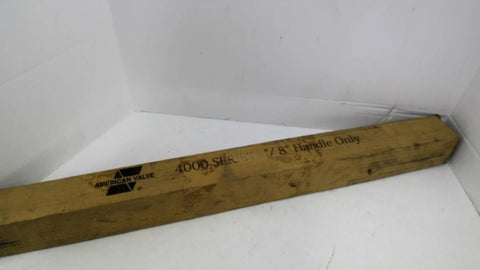 AMERICAN VALVE
4000 SER 8" Handle Only